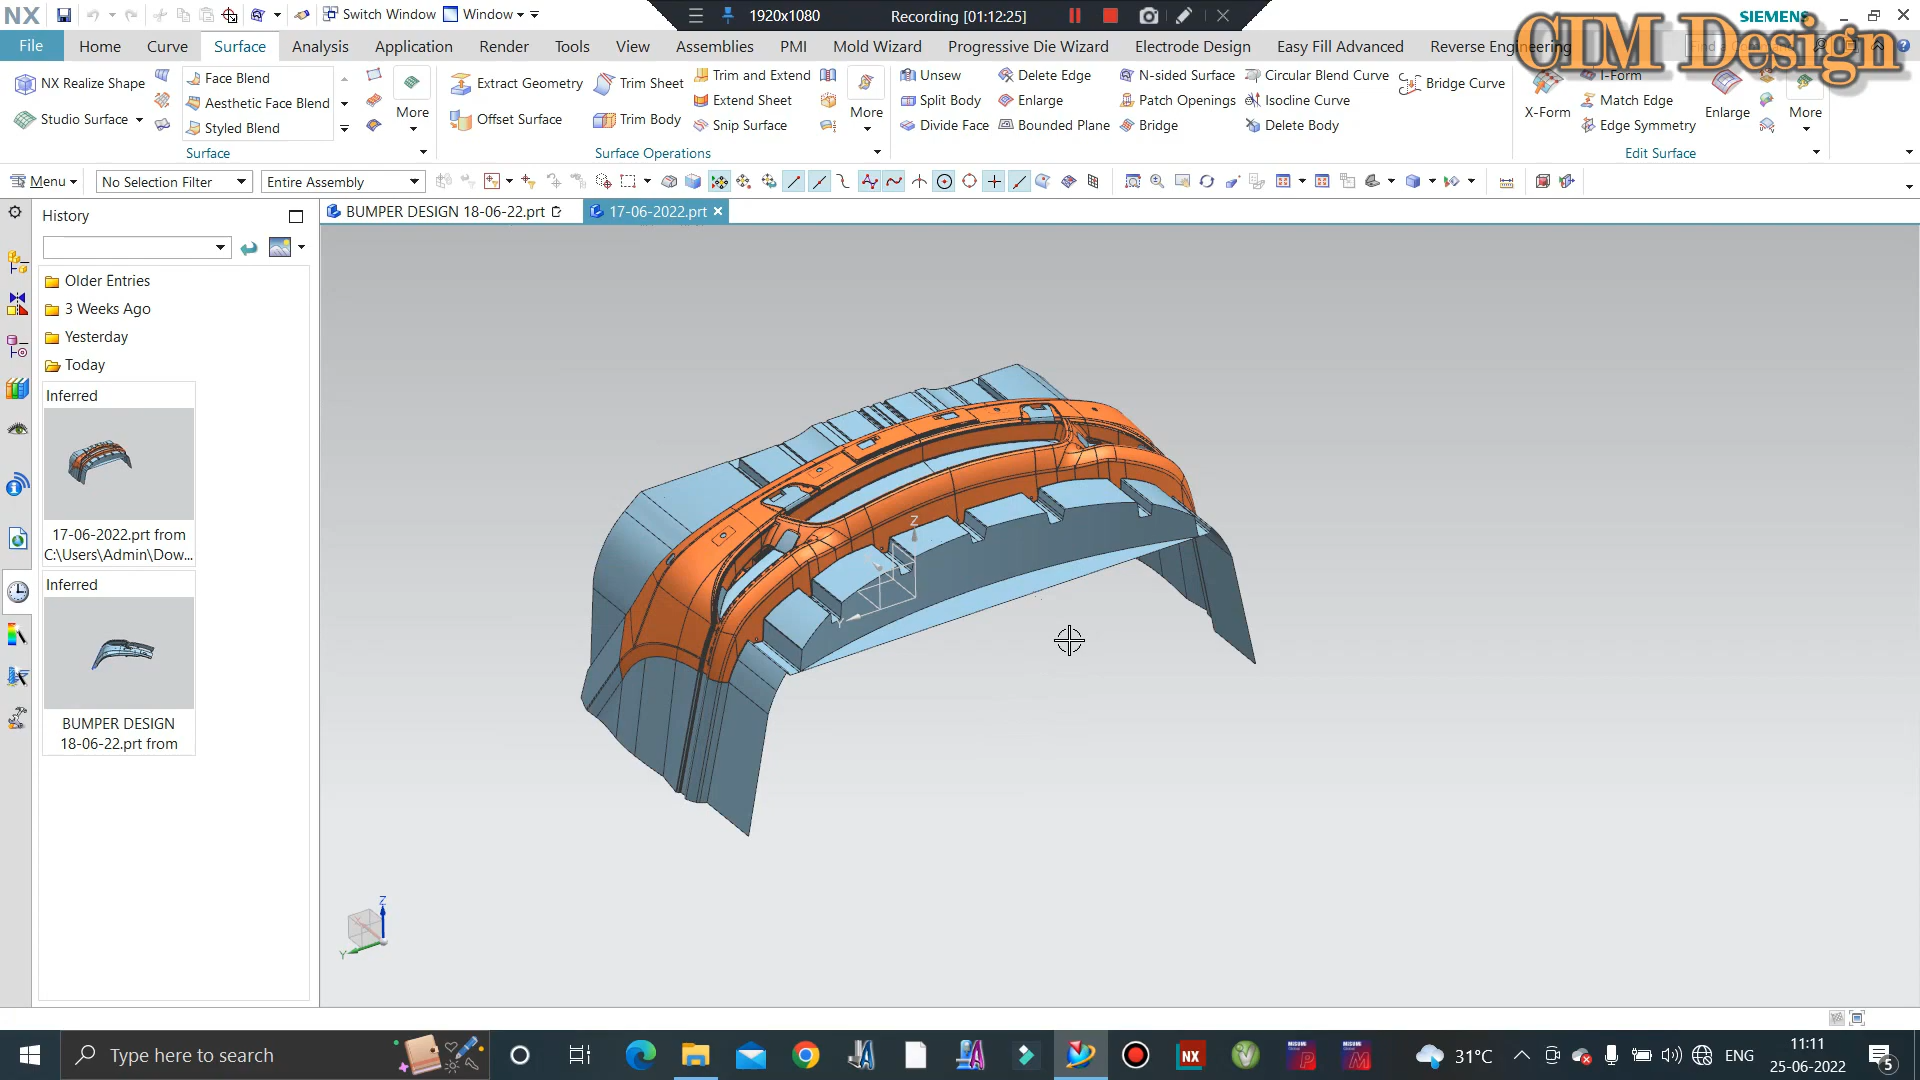 NX
Switch Window
Window
1920x1080
Recording [01:12:25]
SIEMENS
CIM Design
File
Home
Curve
Surface
Analysis
Application
Render
Tools
View
Assemblies
PMI
Mold Wizard
Progressive Die Wizard
Electrode Design
Easy Fill Advanced
Reverse Engineering
NX Realize Shape
Studio Surface
Face Blend
Aesthetic Face Blend
Styled Blend
More
Surface
Extract Geometry
Offset Surface
Trim Sheet
Trim Body
Trim and Extend
Extend Sheet
Snip Surface
More
Unsew
Split Body
Divide Face
Delete Edge
Enlarge
Bounded Plane
N-sided Surface
Patch Openings
Bridge
Circular Blend Curve
Isocline Curve
Delete Body
Bridge Curve
Surface Operations
X-Form
I-Form
Match Edge
Edge Symmetry
Enlarge
More
Edit Surface
Menu
No Selection Filter
Entire Assembly
History
BUMPER DESIGN 18-06-22.prt
17-06-2022.prt
Older Entries
3 Weeks Ago
Yesterday
Today
Inferred
17-06-2022.prt from
C:\Users\Admin\Dow...
Inferred
BUMPER DESIGN
18-06-22.prt from
Z
Y
Z
Y
Type here to search
NX
31°C
ENG
11:11
25-06-2022
5